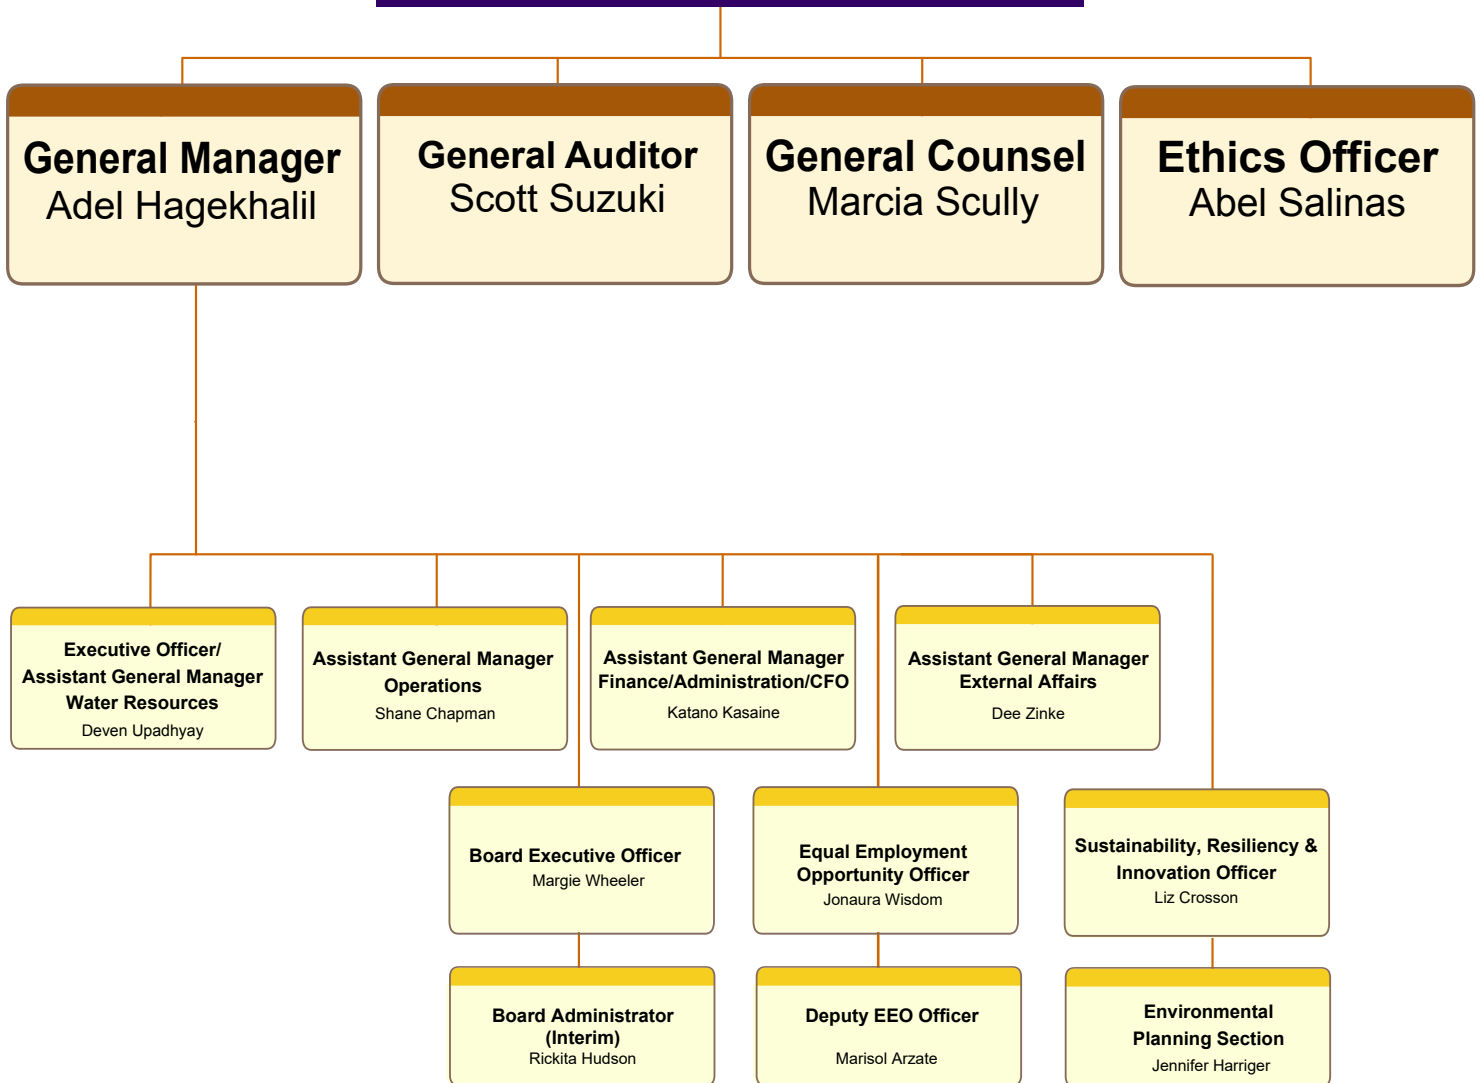 General Manager
Adel Hagekhalil
General Auditor
Scott Suzuki
General Counsel
Marcia Scully
Ethics Officer
Abel Salinas
Executive Officer/
Assistant General Manager
Water Resources
Deven Upadhyay
Assistant General Manager
Operations
Shane Chapman
Assistant General Manager
Finance/Administration/CFO
Katano Kasaine
Assistant General Manager
External Affairs
Dee Zinke
Board Executive Officer
Margie Wheeler
Equal Employment
Opportunity Officer
Jonaura Wisdom
Sustainability, Resiliency &
Innovation Officer
Liz Crosson
Board Administrator
(Interim)
Rickita Hudson
Deputy EEO Officer
Marisol Arzate
Environmental
Planning Section
Jennifer Harriger